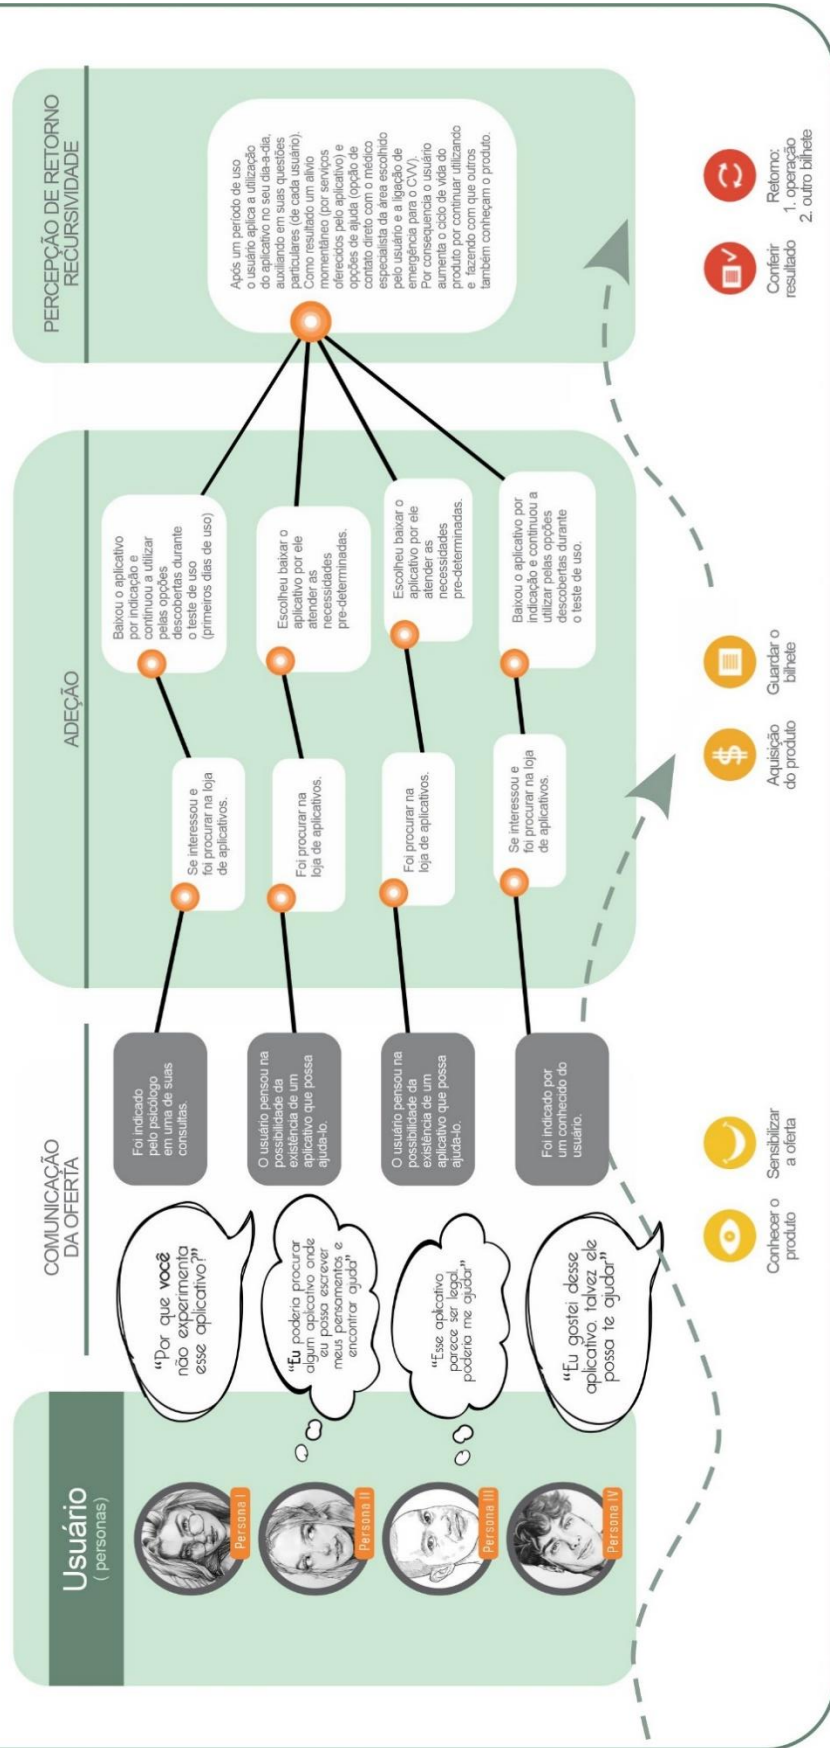 Usuário
( personas)
Persona I
Persona II
Persona III
Persona IV
COMUNICAÇÃO
DA OFERTA
“Por que você
não experimenta
esse aplicativo?”
“Eu poderia procurar
algum aplicativo onde
eu possa escrever
meus pensamentos e
encontrar ajuda”
“Esse aplicativo
parece ser legal,
poderia me ajudar”
“Eu gostei desse
aplicativo, talvez ele
possa te ajudar”
Foi indicado
pelo psicólogo
em uma de suas
consultas.
O usuário pensou na
possibilidade da
existência de um
aplicativo que possa
ajuda-lo.
O usuário pensou na
possibilidade da
existência de um
aplicativo que possa
ajuda-lo.
Foi indicado por
um conhecido do
usuário.
ADEÇÃO
Se interessou e
foi procurar na loja
de aplicativos.
Foi procurar na
loja de aplicativos.
Foi procurar na
loja de aplicativos.
Se interessou e
foi procurar na loja
de aplicativos.
Baixou o aplicativo
por indicação e
continuou a utilizar
pelas opções
descobertas durante
o teste de uso
(primeiros dias de uso)
Escolheu baixar o
aplicativo por ele
atender as
necessidades
pre-determinadas.
Escolheu baixar o
aplicativo por ele
atender as
necessidades
pre-determinadas.
Baixou o aplicativo por
indicação e continuou a
utilizar pelas opções
descobertas durante
o teste de uso.
PERCEPÇÃO DE RETORNO
RECURSIVIDADE
Após um período de uso
o usuário aplica a utilização
do aplicativo no seu dia-a-dia,
auxiliando em suas questões
particulares (de cada usuário).
Como resultado um alivio
momentâneo (por serviços
oferecidos pelo aplicativo) e
opções de ajuda (opção de
contato direto com o médico
especialista da área escolhido
pelo usuário e a ligação de
emergência para o CVV).
Por consequencia o usuário
aumenta o ciclo de vida do
produto por continuar utilizando
e fazendo com que outros
também conheçam o produto.
Conhecer o
produto
Sensibilizar
a oferta
$
Aquisição
do produto
Guardar o
bilhete
Conferir
resultado
Retorno:
1. operação
2. outro bilhete